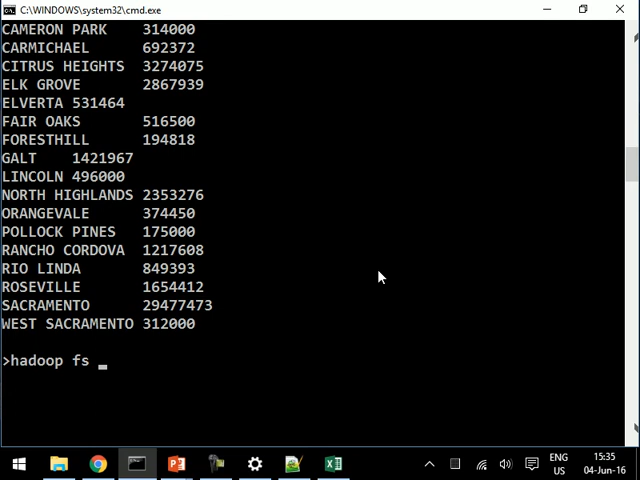 C:\WINDOWS\system32\cmd.exe
CAMERON PARK 314000
CARMICHAEL 692372
CITRUS HEIGHTS 3274075
ELK GROVE 2867939
ELVERTA 531464
FAIR OAKS 516500
FORESTHILL 194818
GALT 1421967
LINCOLN 496000
NORTH HIGHLANDS 2353276
ORANGEVALE 374450
POLLOCK PINES 175000
RANCHO CORDOVA 1217608
RIO LINDA 849393
ROSEVILLE 1654412
SACRAMENTO 29477473
WEST SACRAMENTO 312000
>hadoop fs _
ENG 15:35
US 04-Jun-16